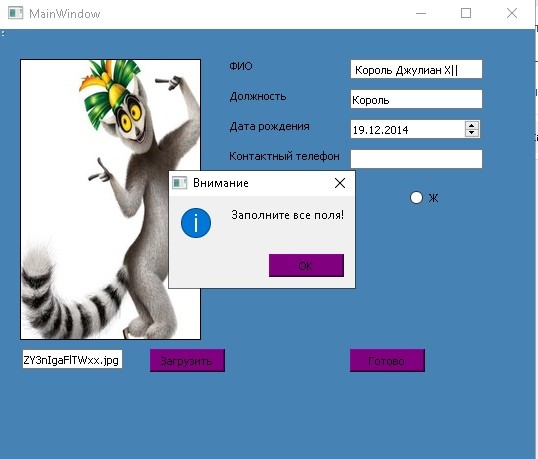 MainWindow
ФИО
Король Джулиан X||
Должность
Король
Дата рождения
19.12.2014
Контактный телефон
Внимание
Заполните все поля!
OK
Ж
ZY3nIgaFlTWxx.jpg
Загрузить
Готово